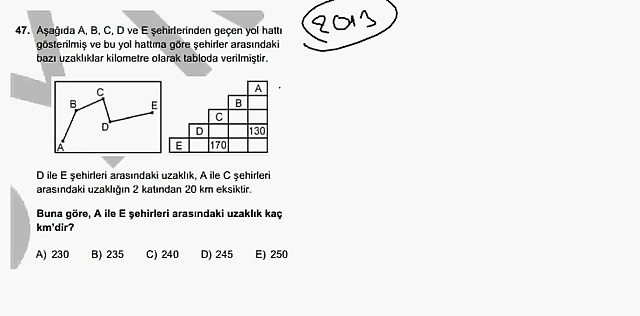 2013
47. Aşağıda A, B, C, D ve E şehirlerinden geçen yol hattı
gösterilmiş ve bu yol hattına göre şehirler arasındaki
bazı uzaklıklar kilometre olarak tabloda verilmiştir.
A
B
C
D
E
A
B
C
D 130
E 170
D ile E şehirleri arasındaki uzaklık, A ile C şehirleri
arasındaki uzaklığın 2 katından 20 km eksiktir.
Buna göre, A ile E şehirleri arasındaki uzaklık kaç
km'dir?
A) 230 B) 235 C) 240 D) 245 E) 250